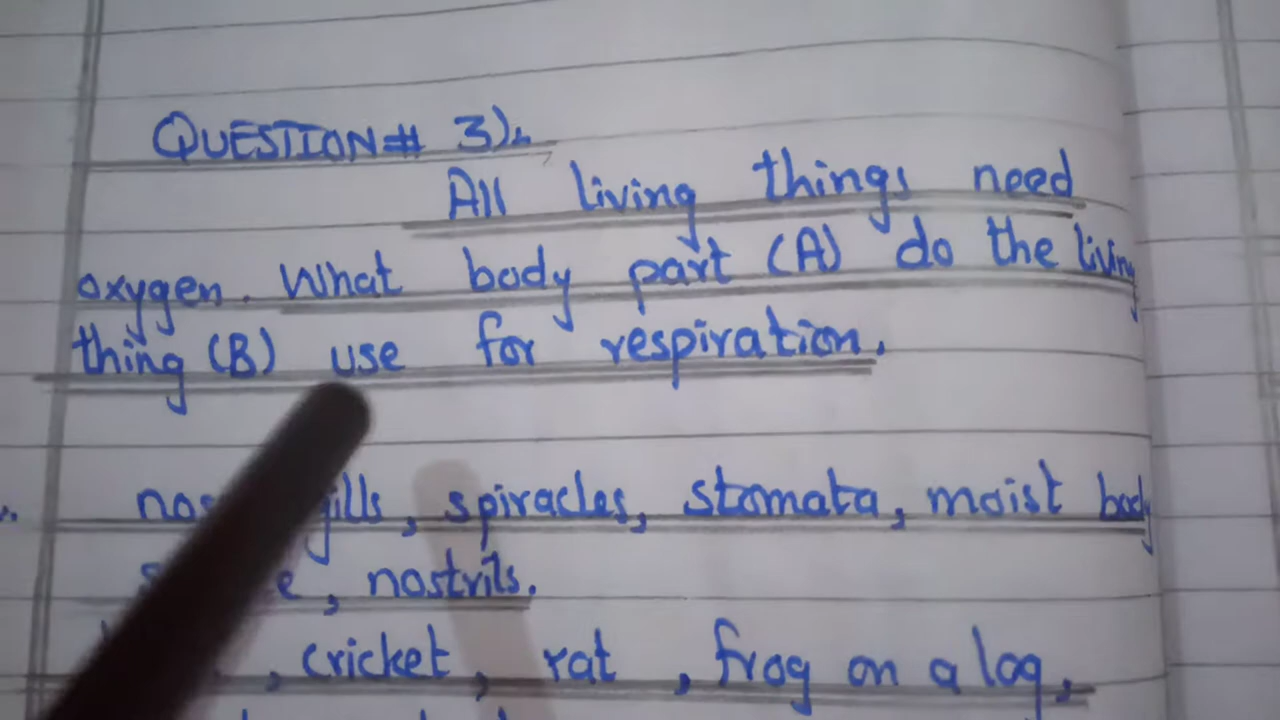 QUESTION# 3).
All living things need
oxygen. What body part (A) do the living
thing (B) use for respiration.
gills, spiracles, stomata, moist body
, nostrils.
, cricket, rat, frog on a log,